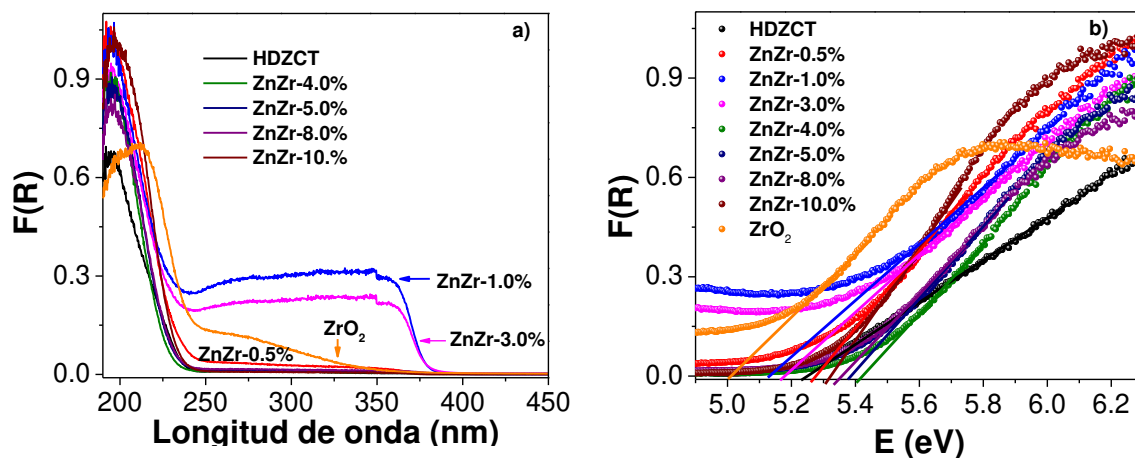 a)
HDZCT
ZnZr-4.0%
ZnZr-5.0%
ZnZr-8.0%
ZnZr-10.%
ZnZr-1.0%
ZnZr-3.0%
ZrO₂
ZnZr-0.5%
F(R)
0.9
0.6
0.3
0.0
200 250 300 350 400 450
Longitud de onda (nm)
b)
HDZCT
ZnZr-0.5%
ZnZr-1.0%
ZnZr-3.0%
ZnZr-4.0%
ZnZr-5.0%
ZnZr-8.0%
ZnZr-10.0%
ZrO₂
F(R)
0.9
0.6
0.3
0.0
5.0 5.2 5.4 5.6 5.8 6.0 6.2
E (eV)